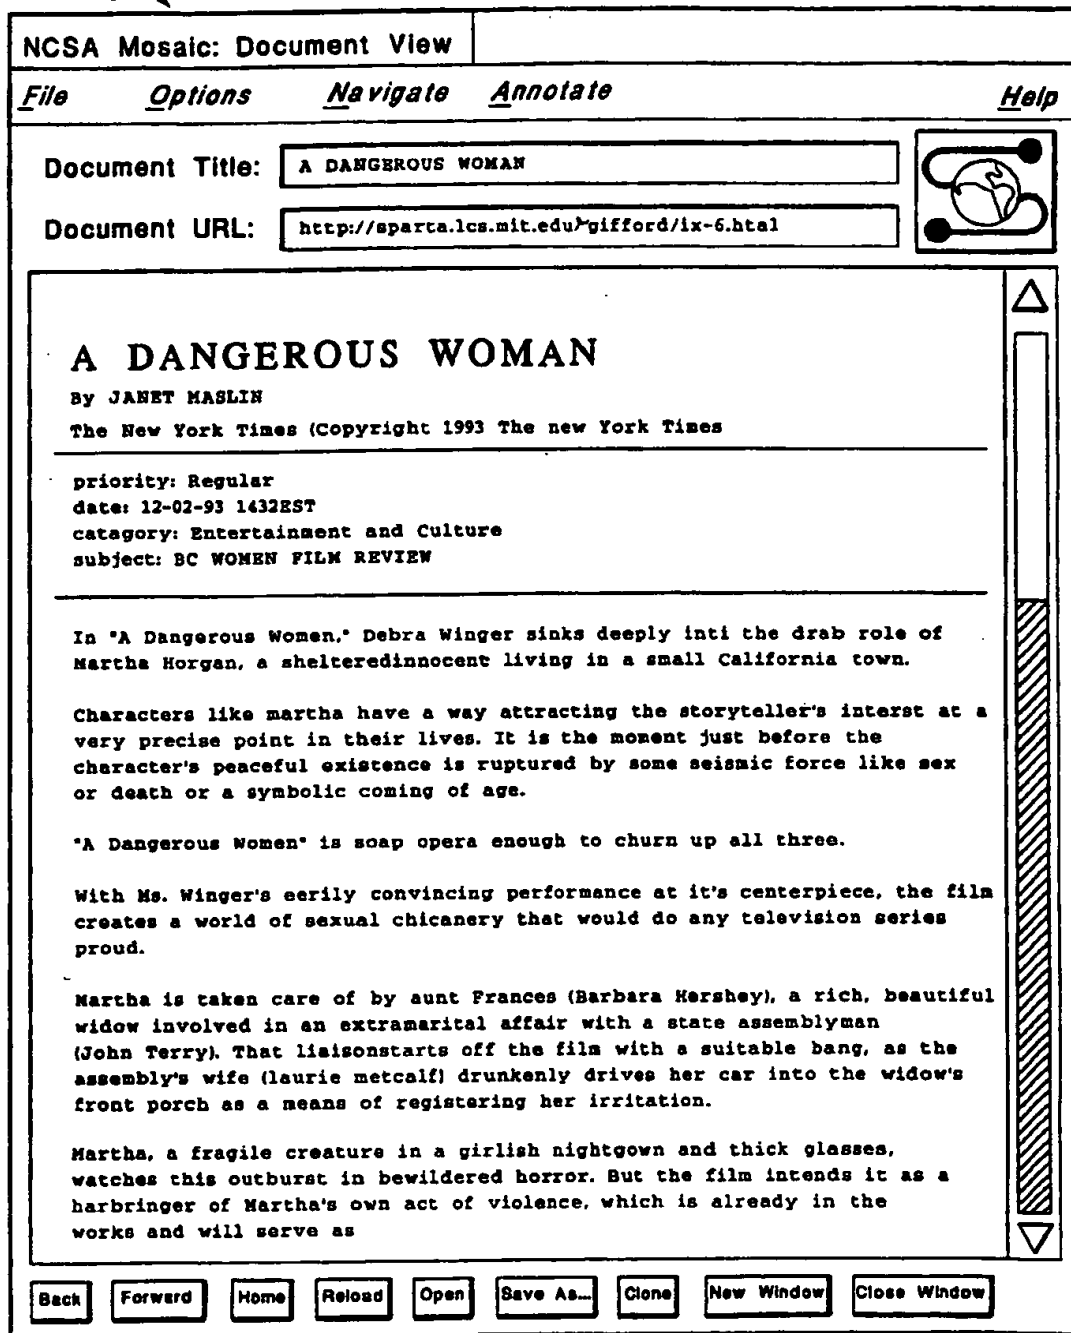 NCSA Mosaic: Document View
File Options Navigate Annotate Help
Document Title: A DANGEROUS WOMAN
Document URL: http://sparta.lcs.mit.edu/~gifford/ix-6.htal
A DANGEROUS WOMAN
By JANET MASLIN
The New York Times (Copyright 1993 The new York Times
priority: Regular
date: 12-02-93 1432EST
catagory: Entertainment and Culture
subject: BC WOMEN FILM REVIEW
In "A Dangerous Women," Debra Winger sinks deeply inti the drab role of
Martha Horgan, a shelteredinnocent living in a small California town.
Characters like martha have a way attracting the storyteller's interst at a
very precise point in their lives. It is the moment just before the
character's peaceful existence is ruptured by some seismic force like sex
or death or a symbolic coming of age.
"A Dangerous Women" is soap opera enough to churn up all three.
With Ms. Winger's eerily convincing performance at it's centerpiece, the film
creates a world of sexual chicanery that would do any television series
proud.
Martha is taken care of by aunt Frances (Barbara Hershey), a rich, beautiful
widow involved in an extramarital affair with a state assemblyman
(John Terry). That liaisonstarts off the film with a suitable bang, as the
assembly's wife (laurie metcalf) drunkenly drives her car into the widow's
front porch as a means of registering her irritation.
Martha, a fragile creature in a girlish nightgown and thick glasses,
watches this outburst in bewildered horror. But the film intends it as a
harbringer of Martha's own act of violence, which is already in the
works and will serve as
Back Forward Home Reload Open Save As... Clone New Window Close Window